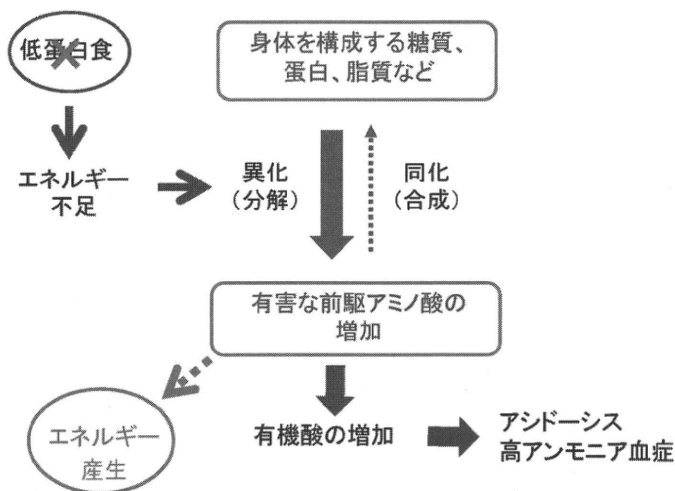 低蛋白食
身体を構成する糖質、
蛋白、脂質など
エネルギー
不足
異化
(分解)
同化
(合成)
有害な前駆アミノ酸の
増加
エネルギー
産生
有機酸の増加
アシドーシス
高アンモニア血症